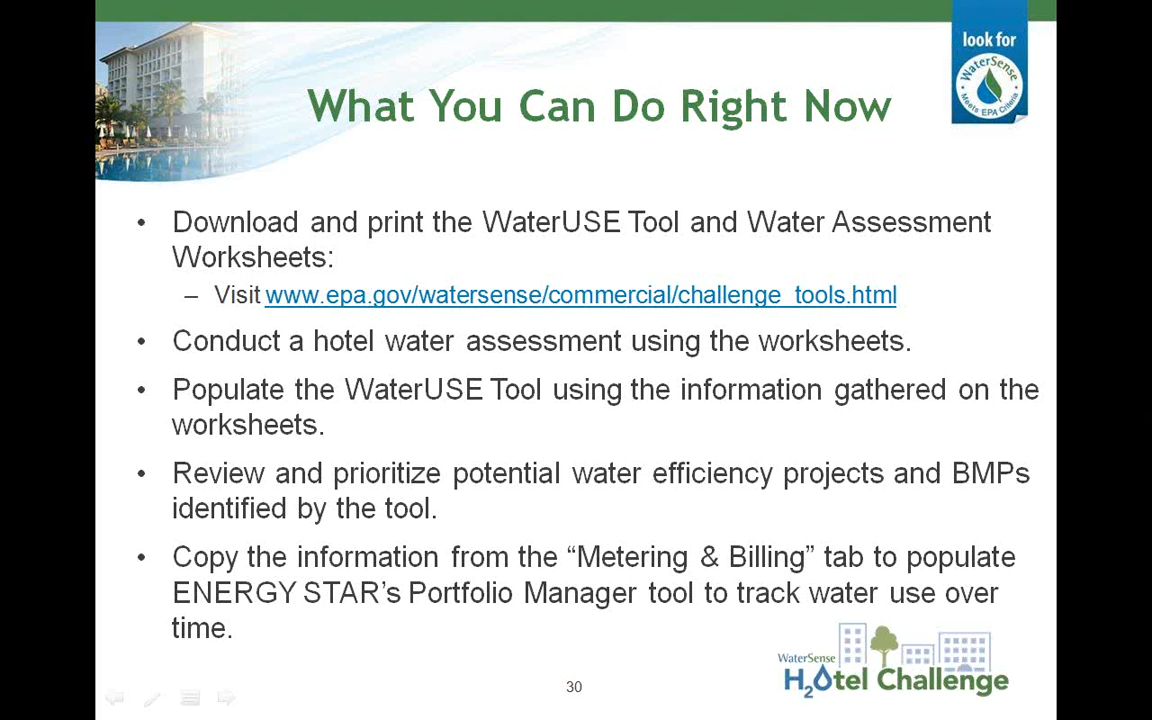 look for
WaterSense
Meets EPA Criteria
What You Can Do Right Now
• Download and print the WaterUSE Tool and Water Assessment
Worksheets:
– Visit www.epa.gov/watersense/commercial/challenge_tools.html
• Conduct a hotel water assessment using the worksheets.
• Populate the WaterUSE Tool using the information gathered on the
worksheets.
• Review and prioritize potential water efficiency projects and BMPs
identified by the tool.
• Copy the information from the “Metering & Billing” tab to populate
ENERGY STAR’s Portfolio Manager tool to track water use over
time.
WaterSense
H2Otel Challenge
30